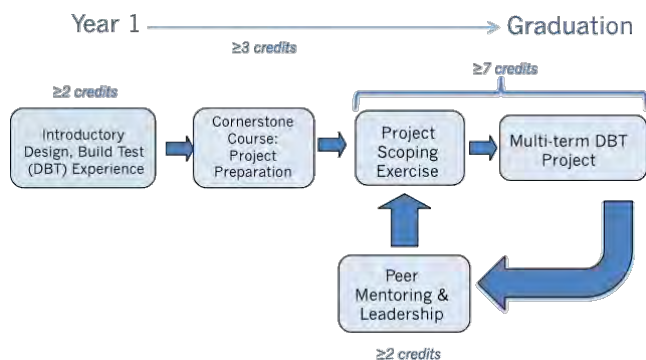 Year 1
Graduation
≥3 credits
≥7 credits
≥2 credits
Introductory
Design, Build Test
(DBT) Experience
Cornerstone
Course:
Project
Preparation
Project
Scoping
Exercise
Multi-term DBT
Project
Peer
Mentoring &
Leadership
≥2 credits